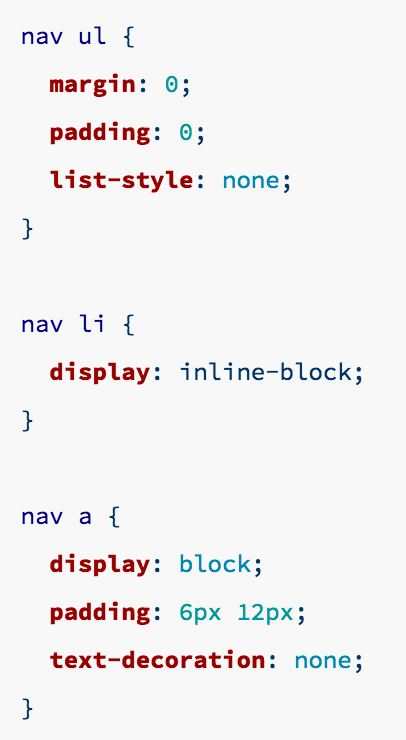 nav ul {
  margin: 0;
  padding: 0;
  list-style: none;
}
nav li {
  display: inline-block;
}
nav a {
  display: block;
  padding: 6px 12px;
  text-decoration: none;
}